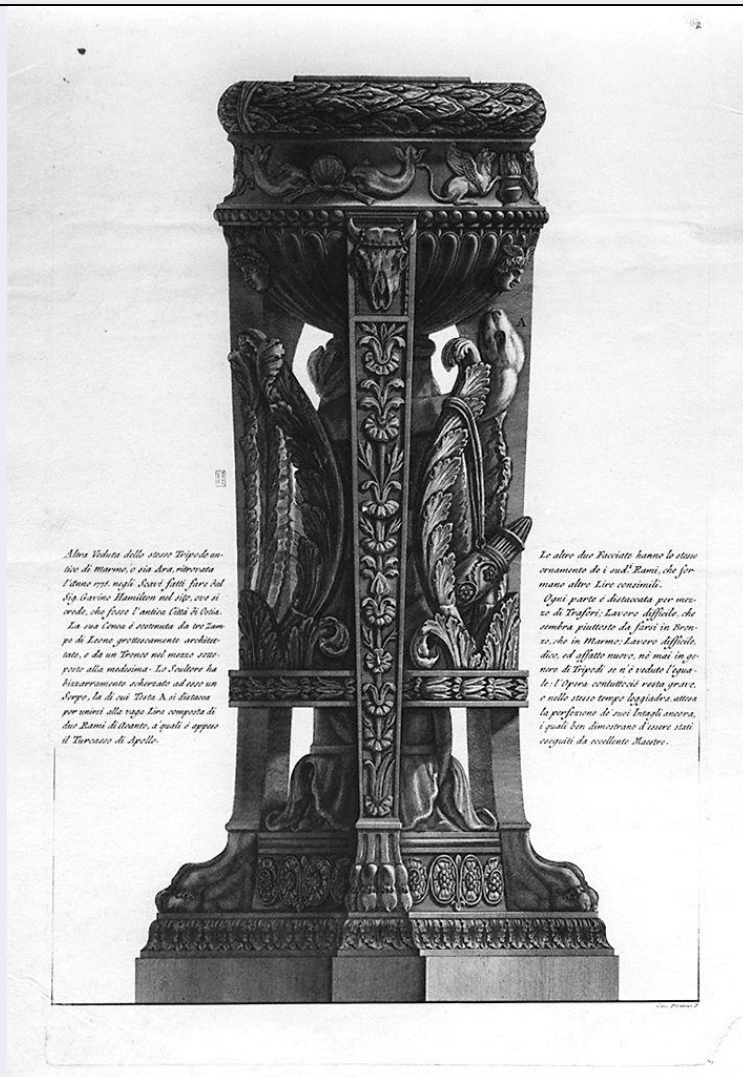 Altra Veduta dello stesso Tripode an-
tico di marmo, o sia Ara, ritrovata
l'Anno 1775. negli Scavi fatti fare dal
Sig. Gavino Hamilton nel sito, ove si
crede, che fosse l'antica Città di Ostia.
La sua Conca è sostenuta da tre Zam-
pe di Leone grottescamente architet-
tate, e da un Tronco nel mezzo sotto-
posto alla medesima. Lo Scultore ha
bizzarramente scherzato ad esso un
Serpe, la di cui Testa A si distacca
per unirsi alla vaga Lira composta di
due Rami di Acanto, a' quali è appeso
il Turcasso di Apollo.
A
Le altre due Facciate hanno lo stesso
ornamento de i sud.ⁱ Rami, che for-
mano altre Lire consimili.
Ogni parte è distaccata per mez-
zo di Trafori; Lavoro difficile, che
sembra piuttosto da farsi in Bron-
zo, che in Marmo; Lavoro difficile,
dico, ed affatto nuovo, nè mai in ge-
nere di Tripodi se n'è veduto l'egua-
le: l'Opera contuttociò resta grave,
e nello stesso tempo leggiadra, attesa
la perfezione de' suoi Intagli ancora,
i quali ben dimostrano d'essere stati
eseguiti da eccellente Maestro.
Cav. Piranesi F.